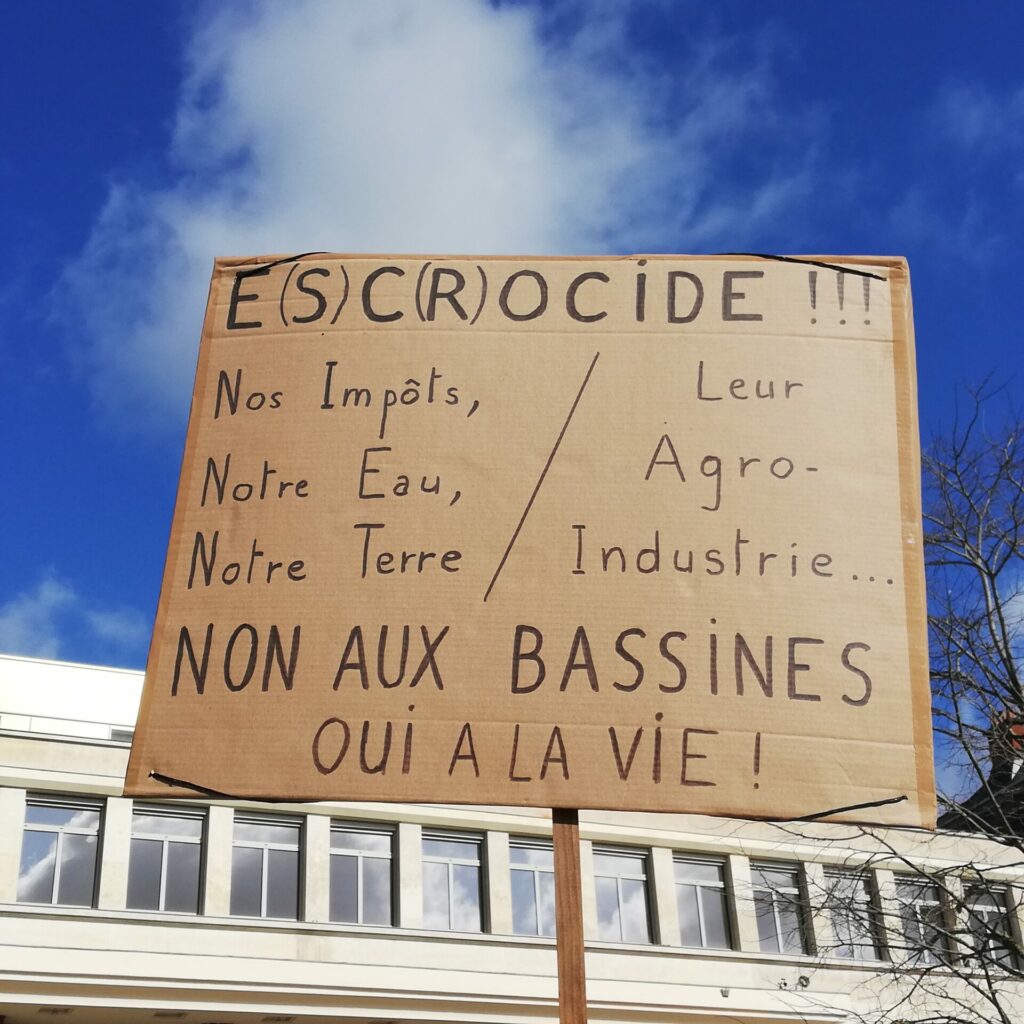 E(S)C(R)OCiDE !!!
Nos Impôts, / Leur
Notre Eau, / Agro-
Notre Terre / Industrie...
NON AUX BASSiNES
OUi A LA ViE !